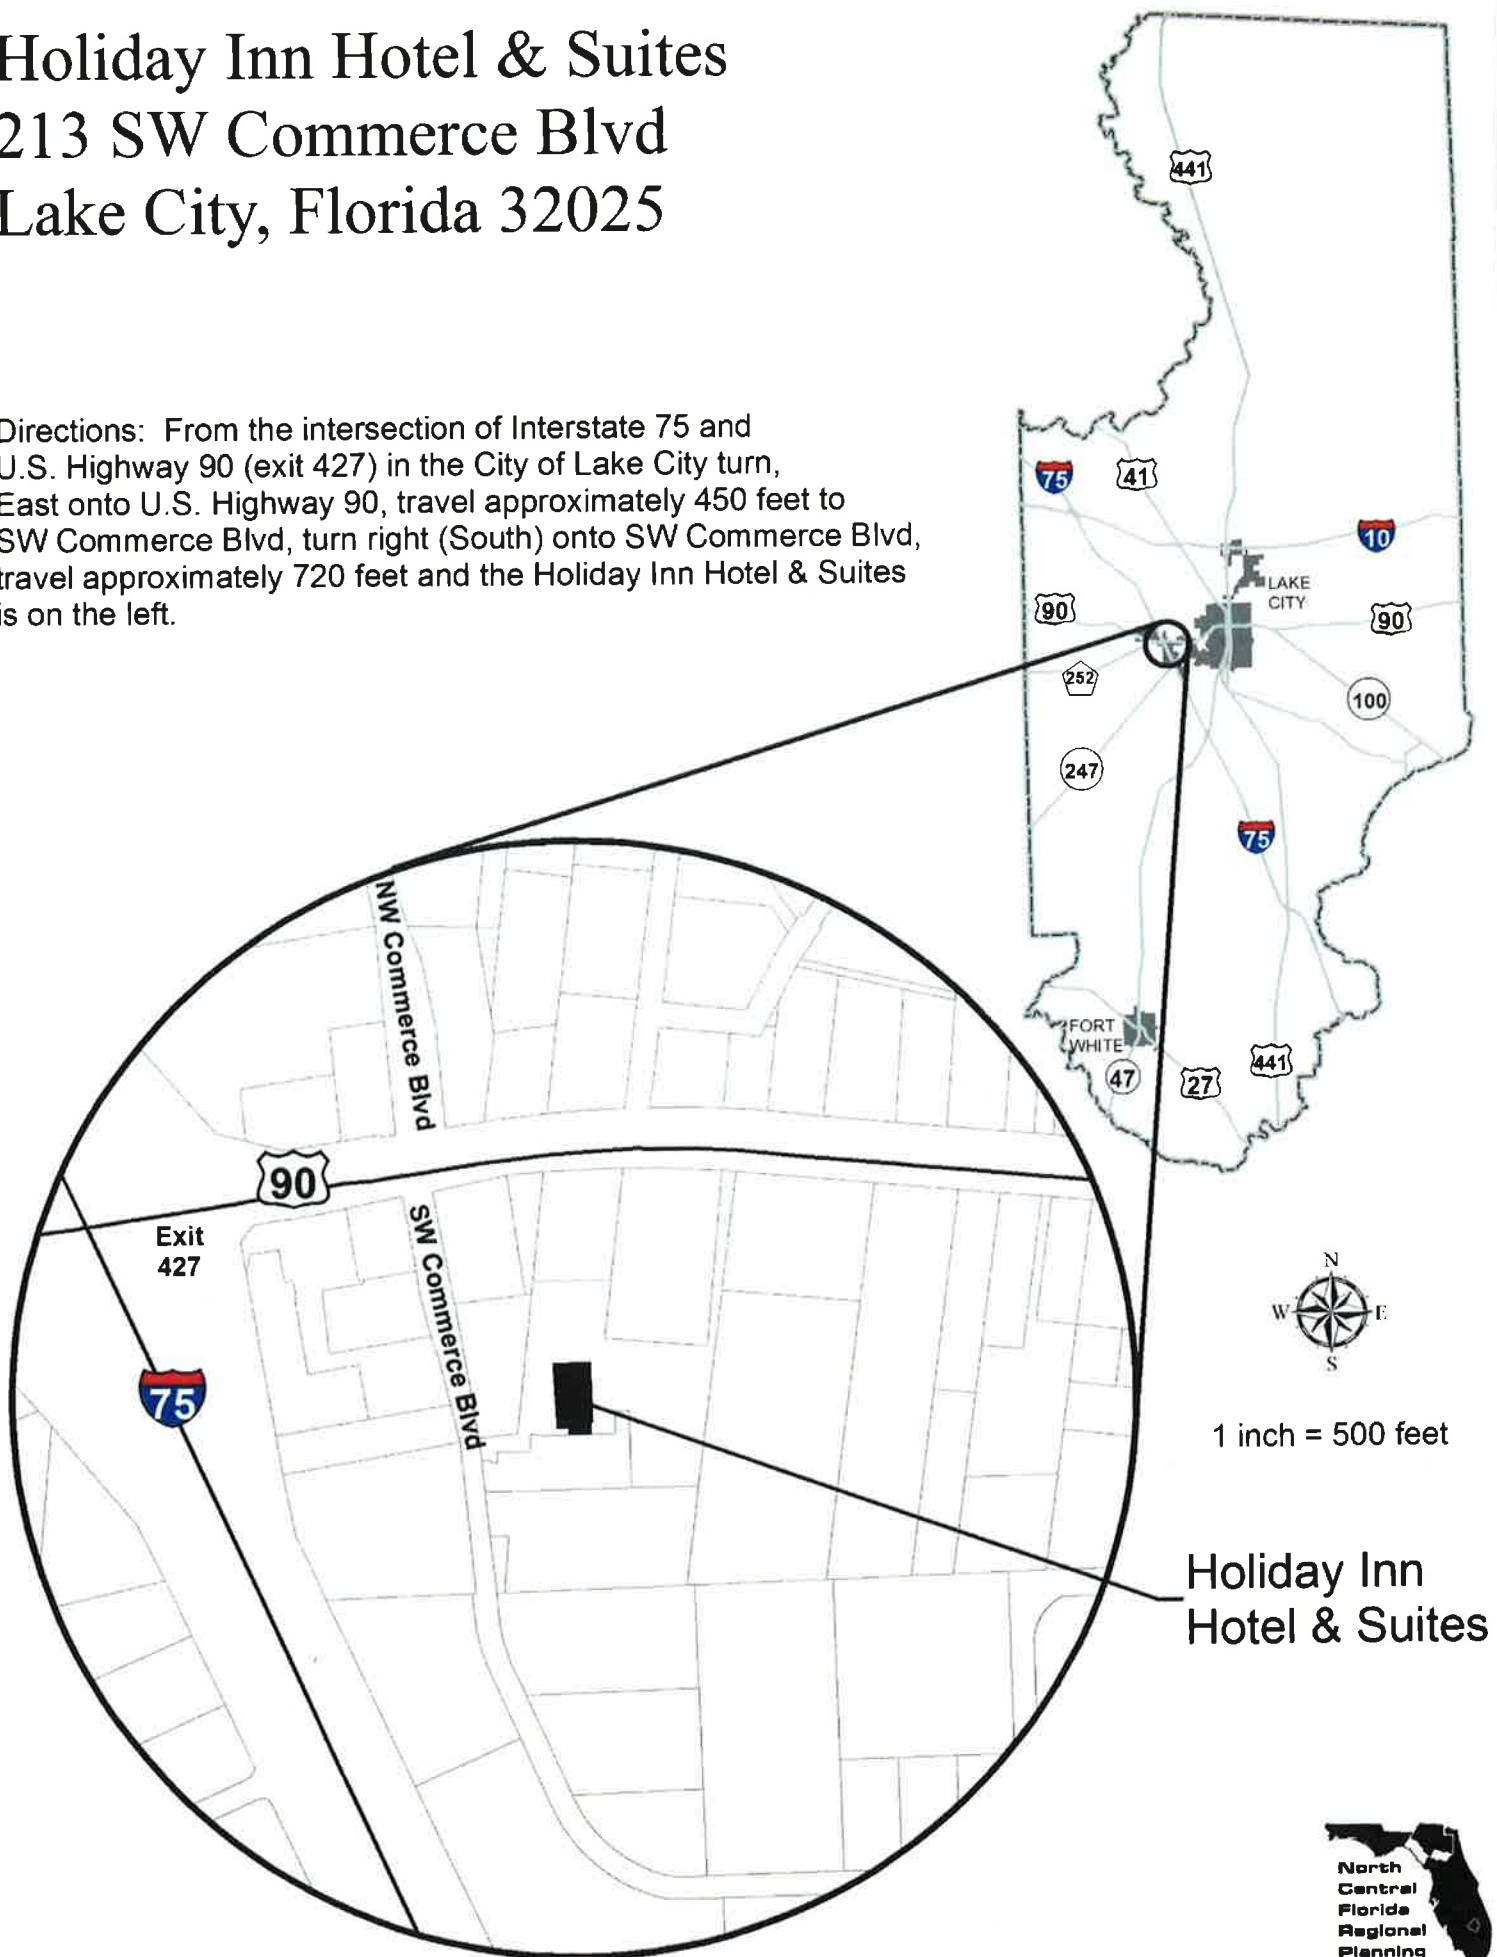 Holiday Inn Hotel & Suites
213 SW Commerce Blvd
Lake City, Florida 32025
Directions: From the intersection of Interstate 75 and
U.S. Highway 90 (exit 427) in the City of Lake City turn,
East onto U.S. Highway 90, travel approximately 450 feet to
SW Commerce Blvd, turn right (South) onto SW Commerce Blvd,
travel approximately 720 feet and the Holiday Inn Hotel & Suites
is on the left.
441
75
41
10
LAKE
CITY
90
90
252
100
247
75
FORT
WHITE
47
27
441
NW Commerce Blvd
90
Exit
427
SW Commerce Blvd
75
N
W
E
S
1 inch = 500 feet
Holiday Inn
Hotel & Suites
North
Central
Florida
Regional
Planning